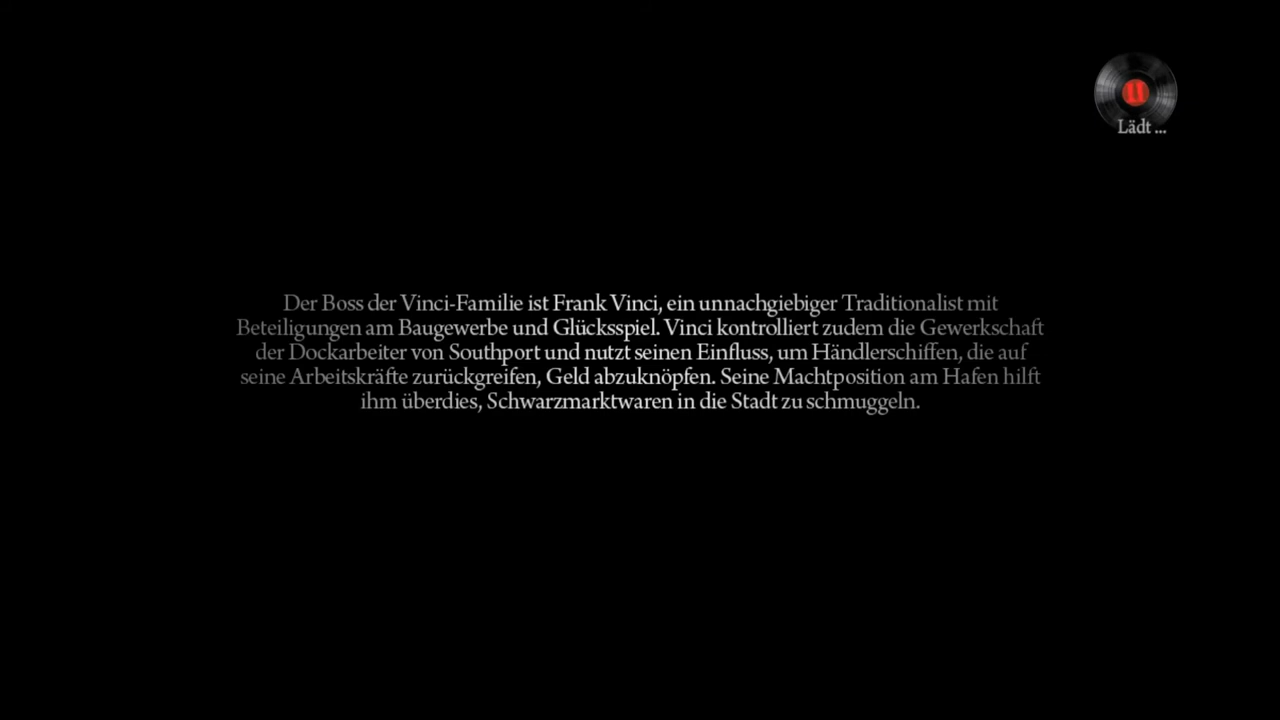 Lädt ...
Der Boss der Vinci-Familie ist Frank Vinci, ein unnachgiebiger Traditionalist mit
Beteiligungen am Baugewerbe und Glücksspiel. Vinci kontrolliert zudem die Gewerkschaft
der Dockarbeiter von Southport und nutzt seinen Einfluss, um Händlerschiffen, die auf
seine Arbeitskräfte zurückgreifen, Geld abzuknöpfen. Seine Machtposition am Hafen hilft
ihm überdies, Schwarzmarktwaren in die Stadt zu schmuggeln.